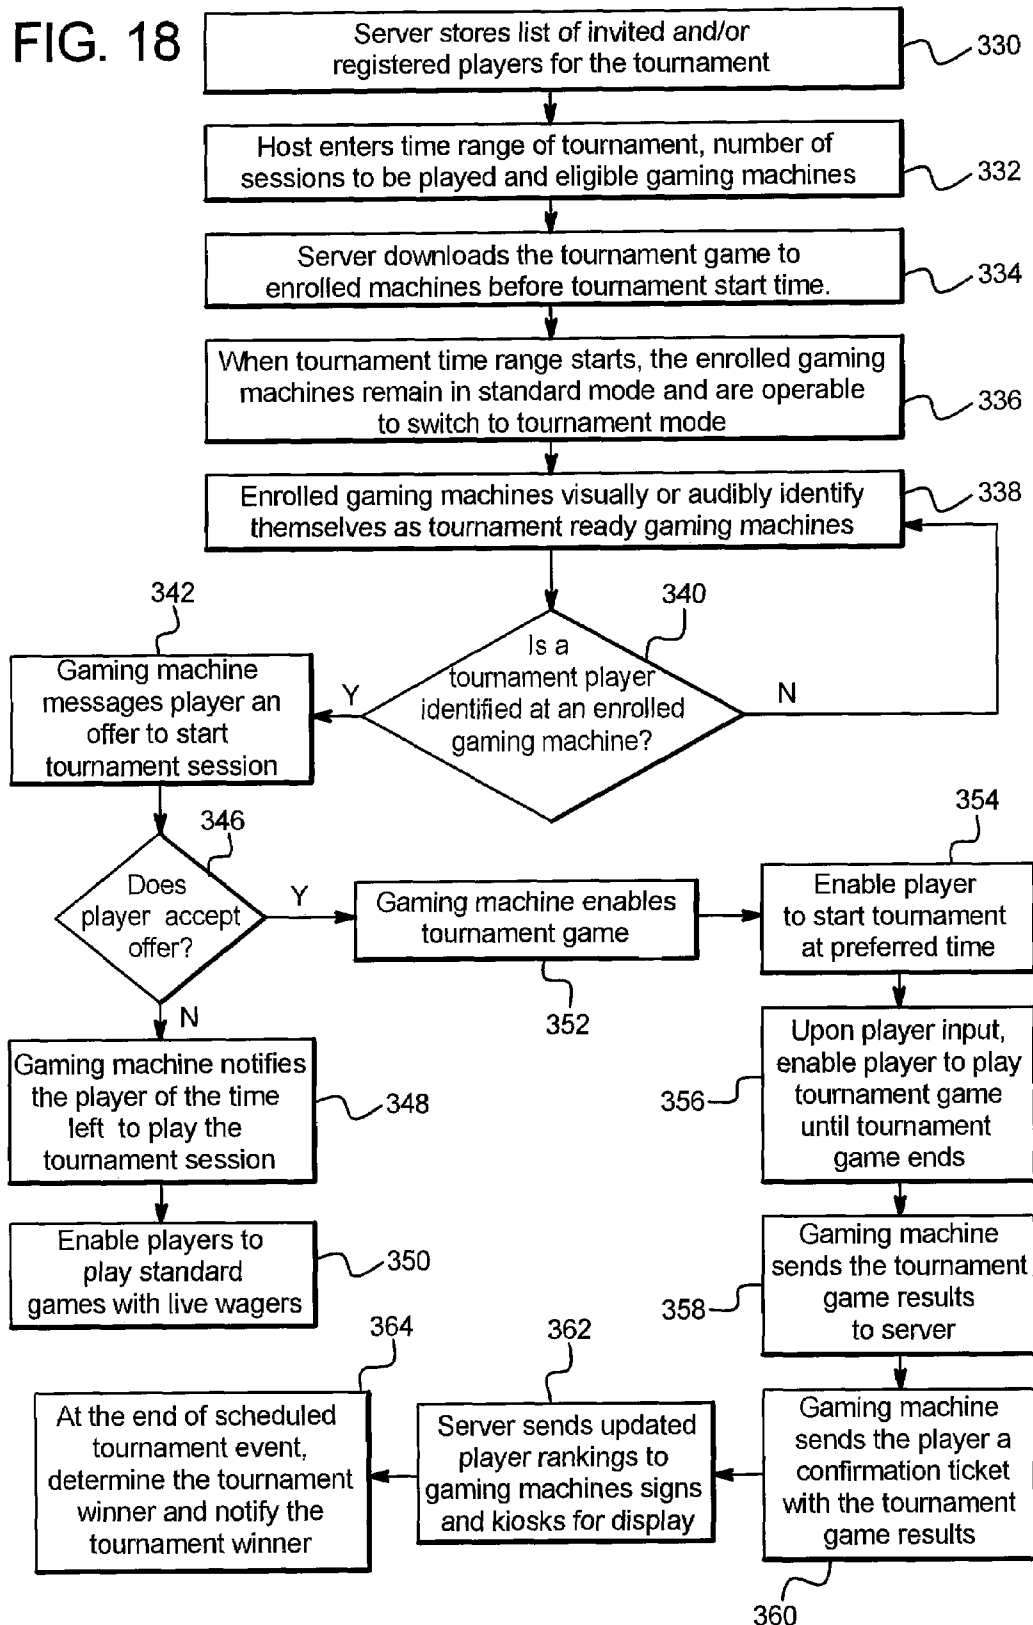 FIG. 18
Server stores list of invited and/or
registered players for the tournament
330
Host enters time range of tournament, number of
sessions to be played and eligible gaming machines
332
Server downloads the tournament game to
enrolled machines before tournament start time.
334
When tournament time range starts, the enrolled gaming
machines remain in standard mode and are operable
to switch to tournament mode
336
Enrolled gaming machines visually or audibly identify
themselves as tournament ready gaming machines
338
340
Is a
tournament player
identified at an enrolled
gaming machine?
Y
N
342
Gaming machine
messages player an
offer to start
tournament session
346
Does
player accept
offer?
Y
N
Gaming machine enables
tournament game
352
354
Enable player
to start tournament
at preferred time
Gaming machine notifies
the player of the time
left to play the
tournament session
348
Enable players to
play standard
games with live wagers
350
Upon player input,
enable player to play
tournament game
until tournament
game ends
356
Gaming machine
sends the tournament
game results
to server
358
Gaming machine
sends the player a
confirmation ticket
with the tournament
game results
360
362
Server sends updated
player rankings to
gaming machines signs
and kiosks for display
364
At the end of scheduled
tournament event,
determine the tournament
winner and notify the
tournament winner